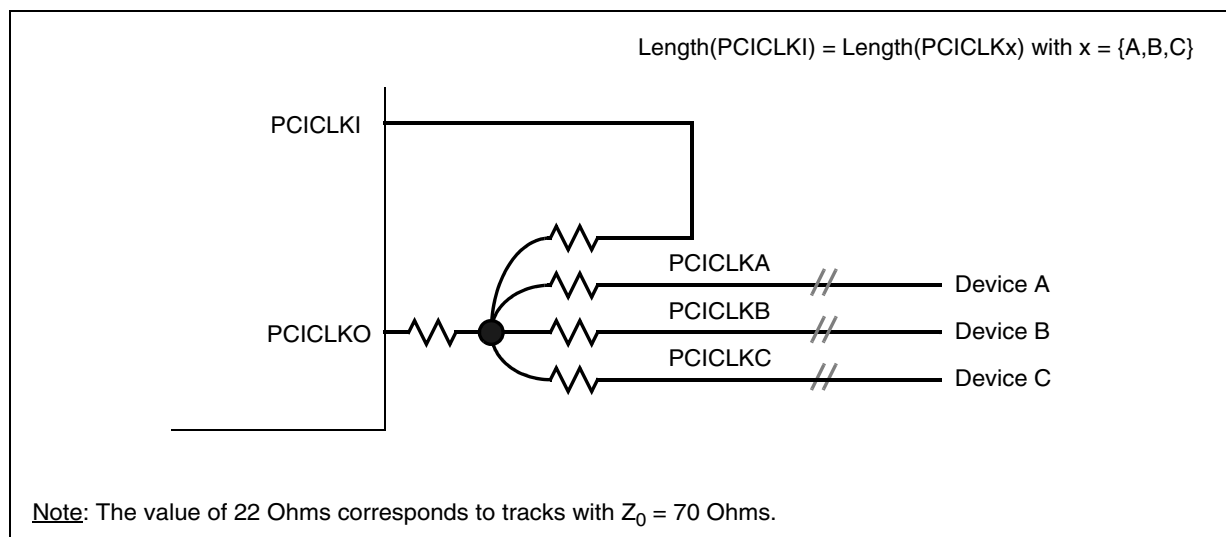 Length(PCICLKI) = Length(PCICLKx) with x = {A,B,C}
PCICLKI
PCICLKA
Device A
PCICLKB
PCICLKO
Device B
PCICLKC
Device C
Note: The value of 22 Ohms corresponds to tracks with Z0 = 70 Ohms.